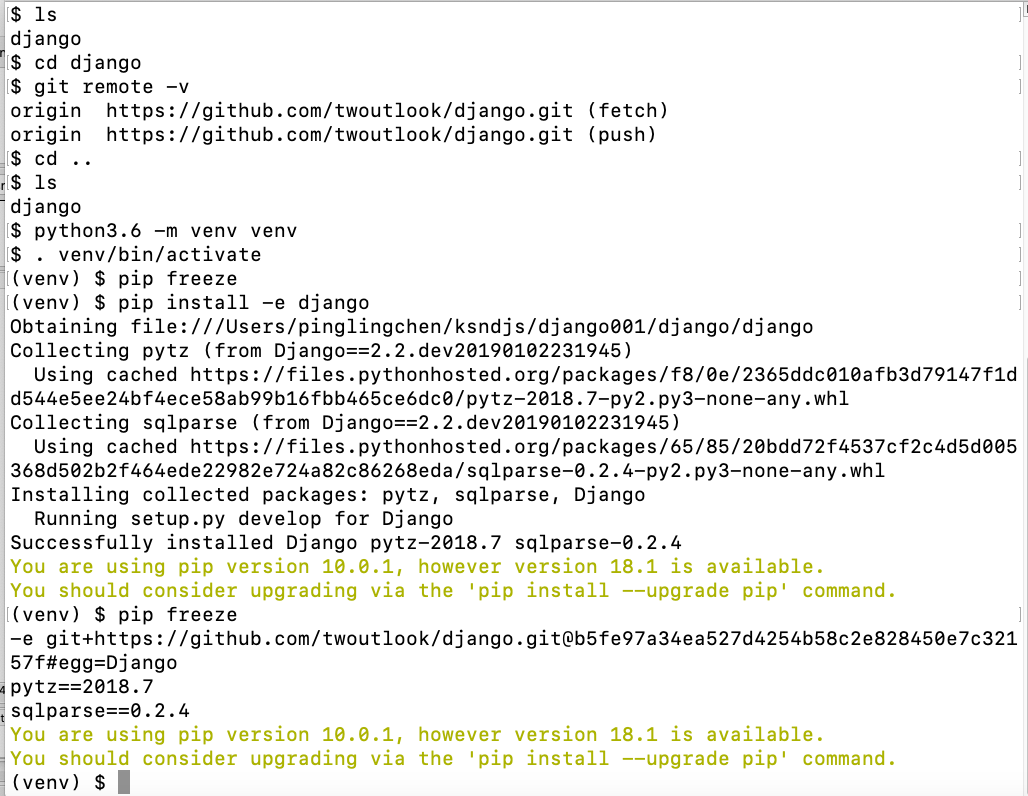 $ ls
django
$ cd django
$ git remote -v
origin  https://github.com/twoutlook/django.git (fetch)
origin  https://github.com/twoutlook/django.git (push)
$ cd ..
$ ls
django
$ python3.6 -m venv venv
$ . venv/bin/activate
(venv) $ pip freeze
(venv) $ pip install -e django
Obtaining file:///Users/pinglingchen/ksndjs/django001/django/django
Collecting pytz (from Django==2.2.dev20190102231945)
  Using cached https://files.pythonhosted.org/packages/f8/0e/2365ddc010afb3d79147f1d
d544e5ee24bf4ece58ab99b16fbb465ce6dc0/pytz-2018.7-py2.py3-none-any.whl
Collecting sqlparse (from Django==2.2.dev20190102231945)
  Using cached https://files.pythonhosted.org/packages/65/85/20bdd72f4537cf2c4d5d005
368d502b2f464ede22982e724a82c86268eda/sqlparse-0.2.4-py2.py3-none-any.whl
Installing collected packages: pytz, sqlparse, Django
  Running setup.py develop for Django
Successfully installed Django pytz-2018.7 sqlparse-0.2.4
You are using pip version 10.0.1, however version 18.1 is available.
You should consider upgrading via the 'pip install --upgrade pip' command.
(venv) $ pip freeze
-e git+https://github.com/twoutlook/django.git@b5fe97a34ea527d4254b58c2e828450e7c321
57f#egg=Django
pytz==2018.7
sqlparse==0.2.4
You are using pip version 10.0.1, however version 18.1 is available.
You should consider upgrading via the 'pip install --upgrade pip' command.
(venv) $